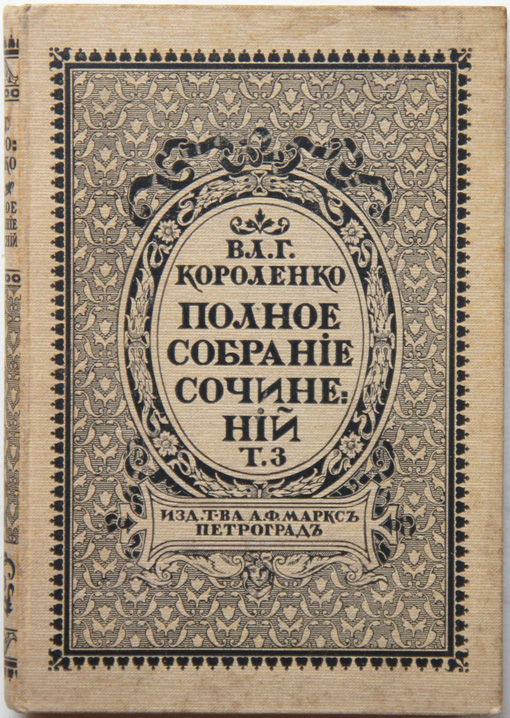 ВЛ. Г.
КОРОЛЕНКО
ПОЛНОЕ
СОБРАНІЕ
СОЧИНЕ:
НІЙ
Т. 3
ИЗД. Т-ВА А. Ф. МАРКСЪ
ПЕТРОГРАДЪ